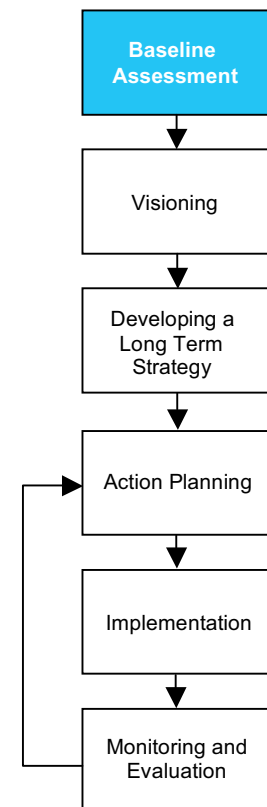 Baseline
Assessment
Visioning
Developing a
Long Term
Strategy
Action Planning
Implementation
Monitoring and
Evaluation